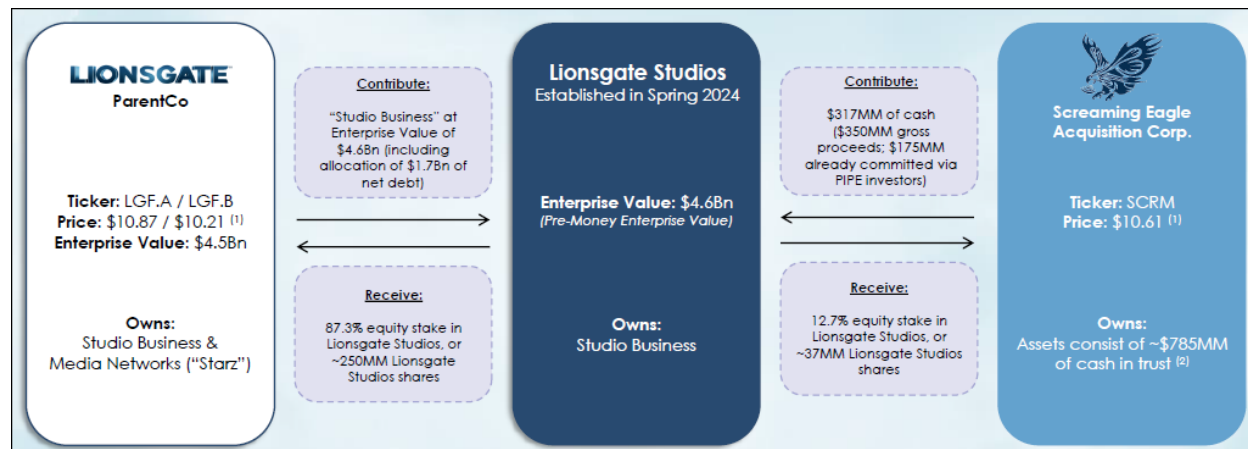 LIONSGATE
ParentCo
Ticker: LGF.A / LGF.B
Price: $10.87 / $10.21 (1)
Enterprise Value: $4.5Bn
Owns:
Studio Business &
Media Networks ("Starz")
Contribute:
"Studio Business" at
Enterprise Value of
$4.6Bn (including
allocation of $1.7Bn of
net debt)
Receive:
87.3% equity stake in
Lionsgate Studios, or
~250MM Lionsgate
Studios shares
Lionsgate Studios
Established in Spring 2024
Enterprise Value: $4.6Bn
(Pre-Money Enterprise Value)
Owns:
Studio Business
Contribute:
$317MM of cash
($350MM gross
proceeds; $175MM
already committed via
PIPE investors)
Receive:
12.7% equity stake in
Lionsgate Studios, or
~37MM Lionsgate Studios
shares
Screaming Eagle
Acquisition Corp.
Ticker: SCRM
Price: $10.61 (1)
Owns:
Assets consist of ~$785MM
of cash in trust (2)